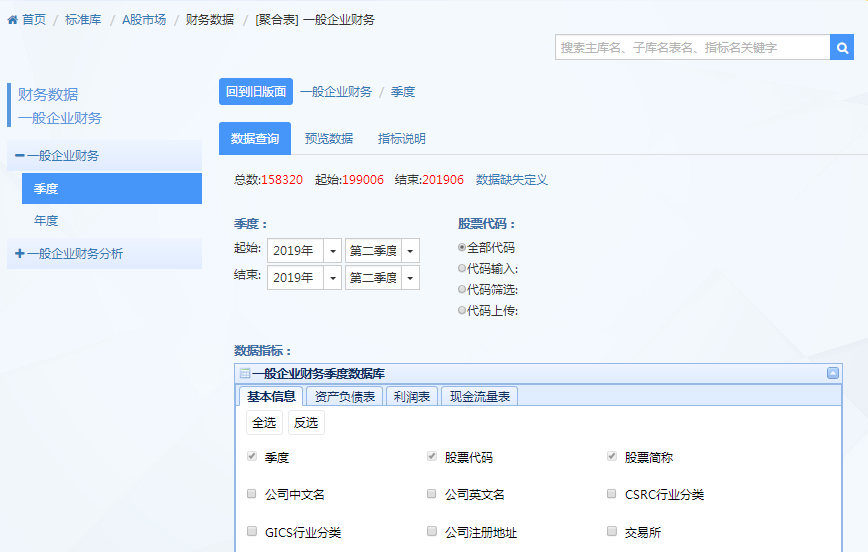 首页 / 标准库 / A股市场 / 财务数据 / [聚合表] 一般企业财务
搜索主库名、子库名表名、指标名关键字
财务数据
一般企业财务
一般企业财务
季度
年度
一般企业财务分析
回到旧版面 一般企业财务 / 季度
数据查询 预览数据 指标说明
总数:158320 起始:199006 结束:201906 数据缺失定义
季度：
起始: 2019年 第二季度
结束: 2019年 第二季度
股票代码：
全部代码
代码输入:
代码筛选:
代码上传:
数据指标：
一般企业财务季度数据库
基本信息 资产负债表 利润表 现金流量表
全选 反选
季度 股票代码 股票简称
公司中文名 公司英文名 CSRC行业分类
GICS行业分类 公司注册地址 交易所